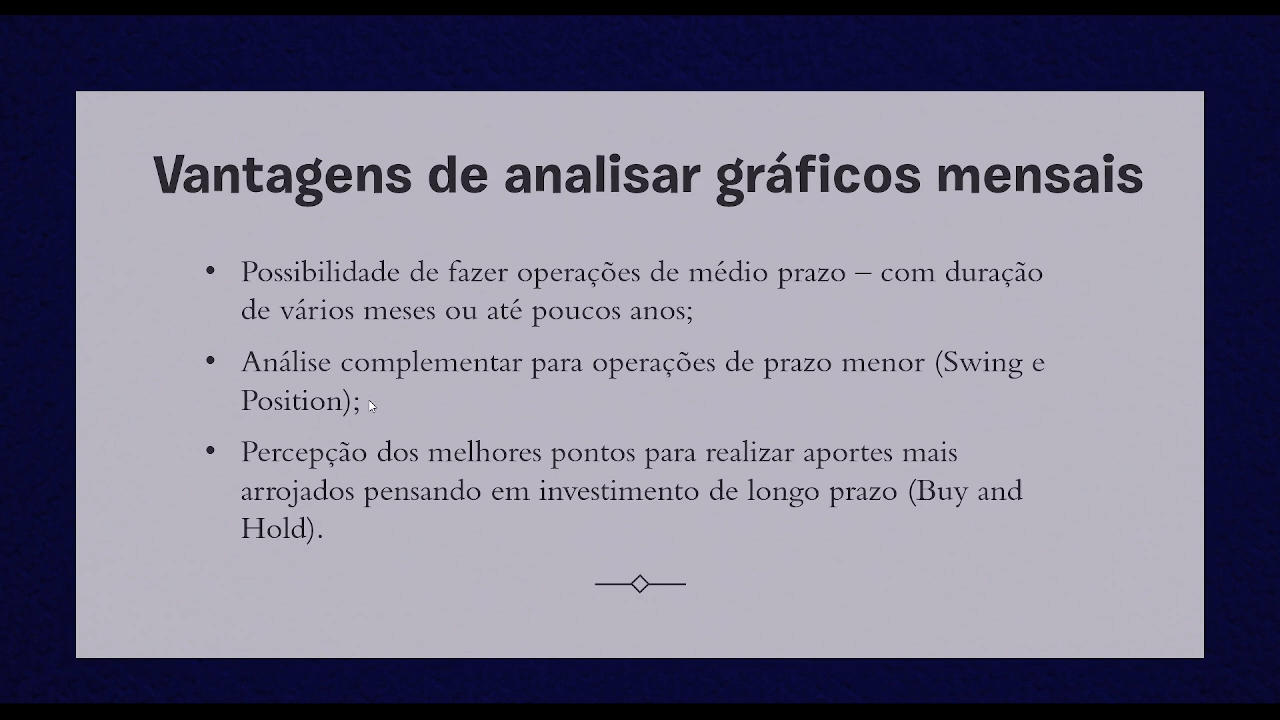 Vantagens de analisar gráficos mensais
• Possibilidade de fazer operações de médio prazo – com duração
de vários meses ou até poucos anos;
• Análise complementar para operações de prazo menor (Swing e
Position);
• Percepção dos melhores pontos para realizar aportes mais
arrojados pensando em investimento de longo prazo (Buy and
Hold).